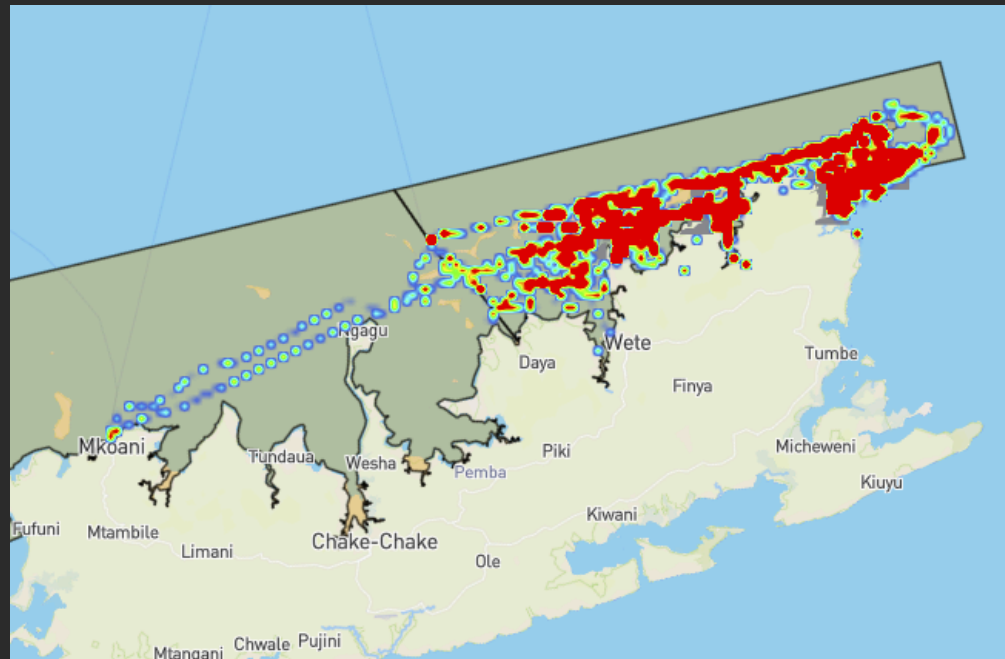 Ngagu
Wete
Daya
Tumbe
Finya
Mkoani
Tundaua
Wesha
Pemba
Piki
Micheweni
Kiuyu
Fufuni
Mtambile
Limani
Chake-Chake
Kiwani
Ole
Mtangani
Chwale
Pujini